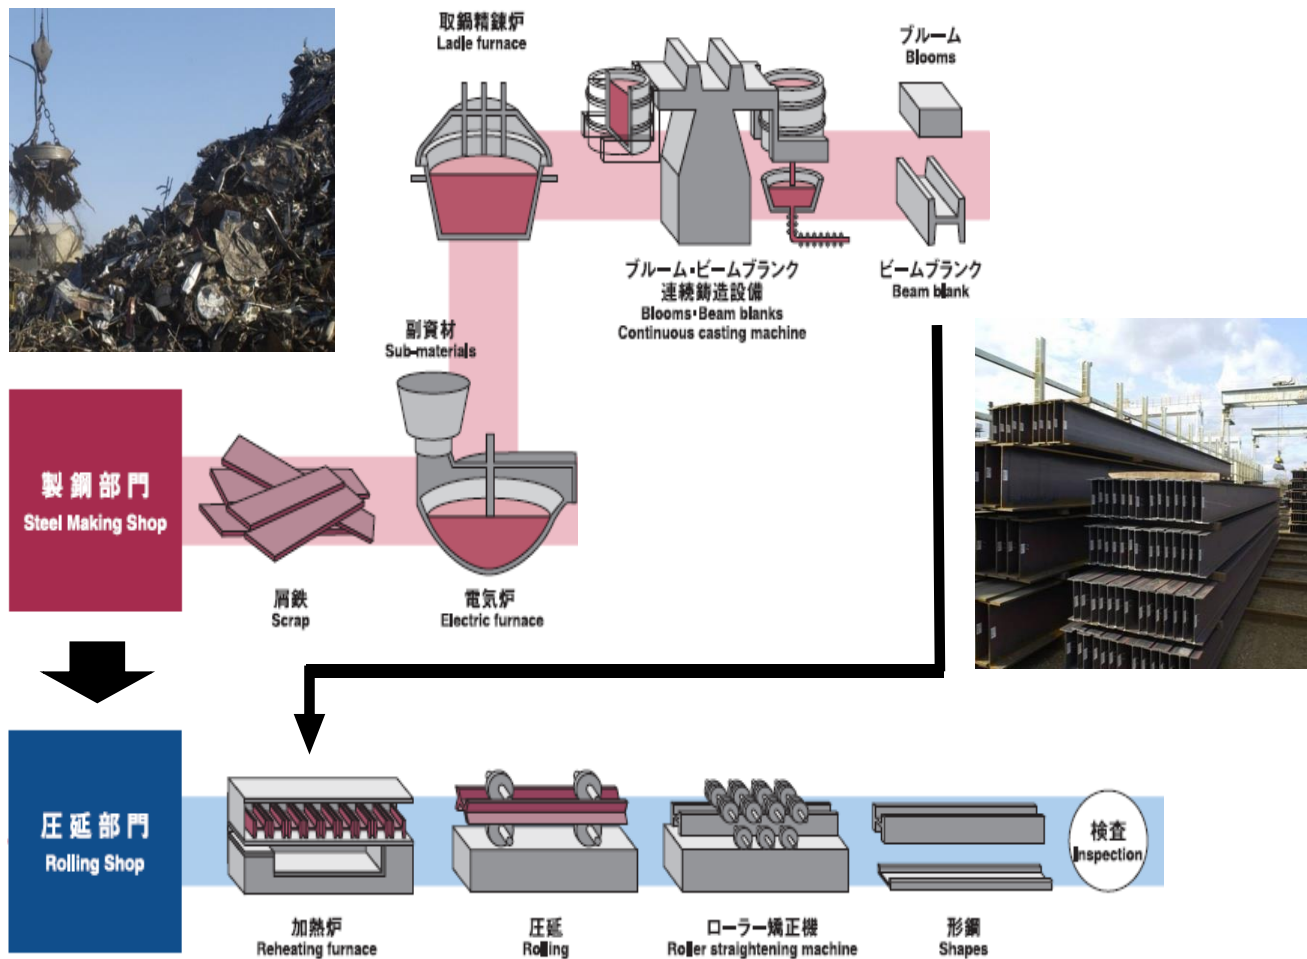 取鍋精錬炉
Ladle furnace
ブルーム
Blooms
ブルーム・ビームブランク
連続鋳造設備
Blooms・Beam blanks
Continuous casting machine
ビームブランク
Beam blank
副資材
Sub-materials
製鋼部門
Steel Making Shop
屑鉄
Scrap
電気炉
Electric furnace
圧延部門
Rolling Shop
加熱炉
Reheating furnace
圧延
Rolling
ローラー矯正機
Roller straightening machine
形鋼
Shapes
検査
Inspection